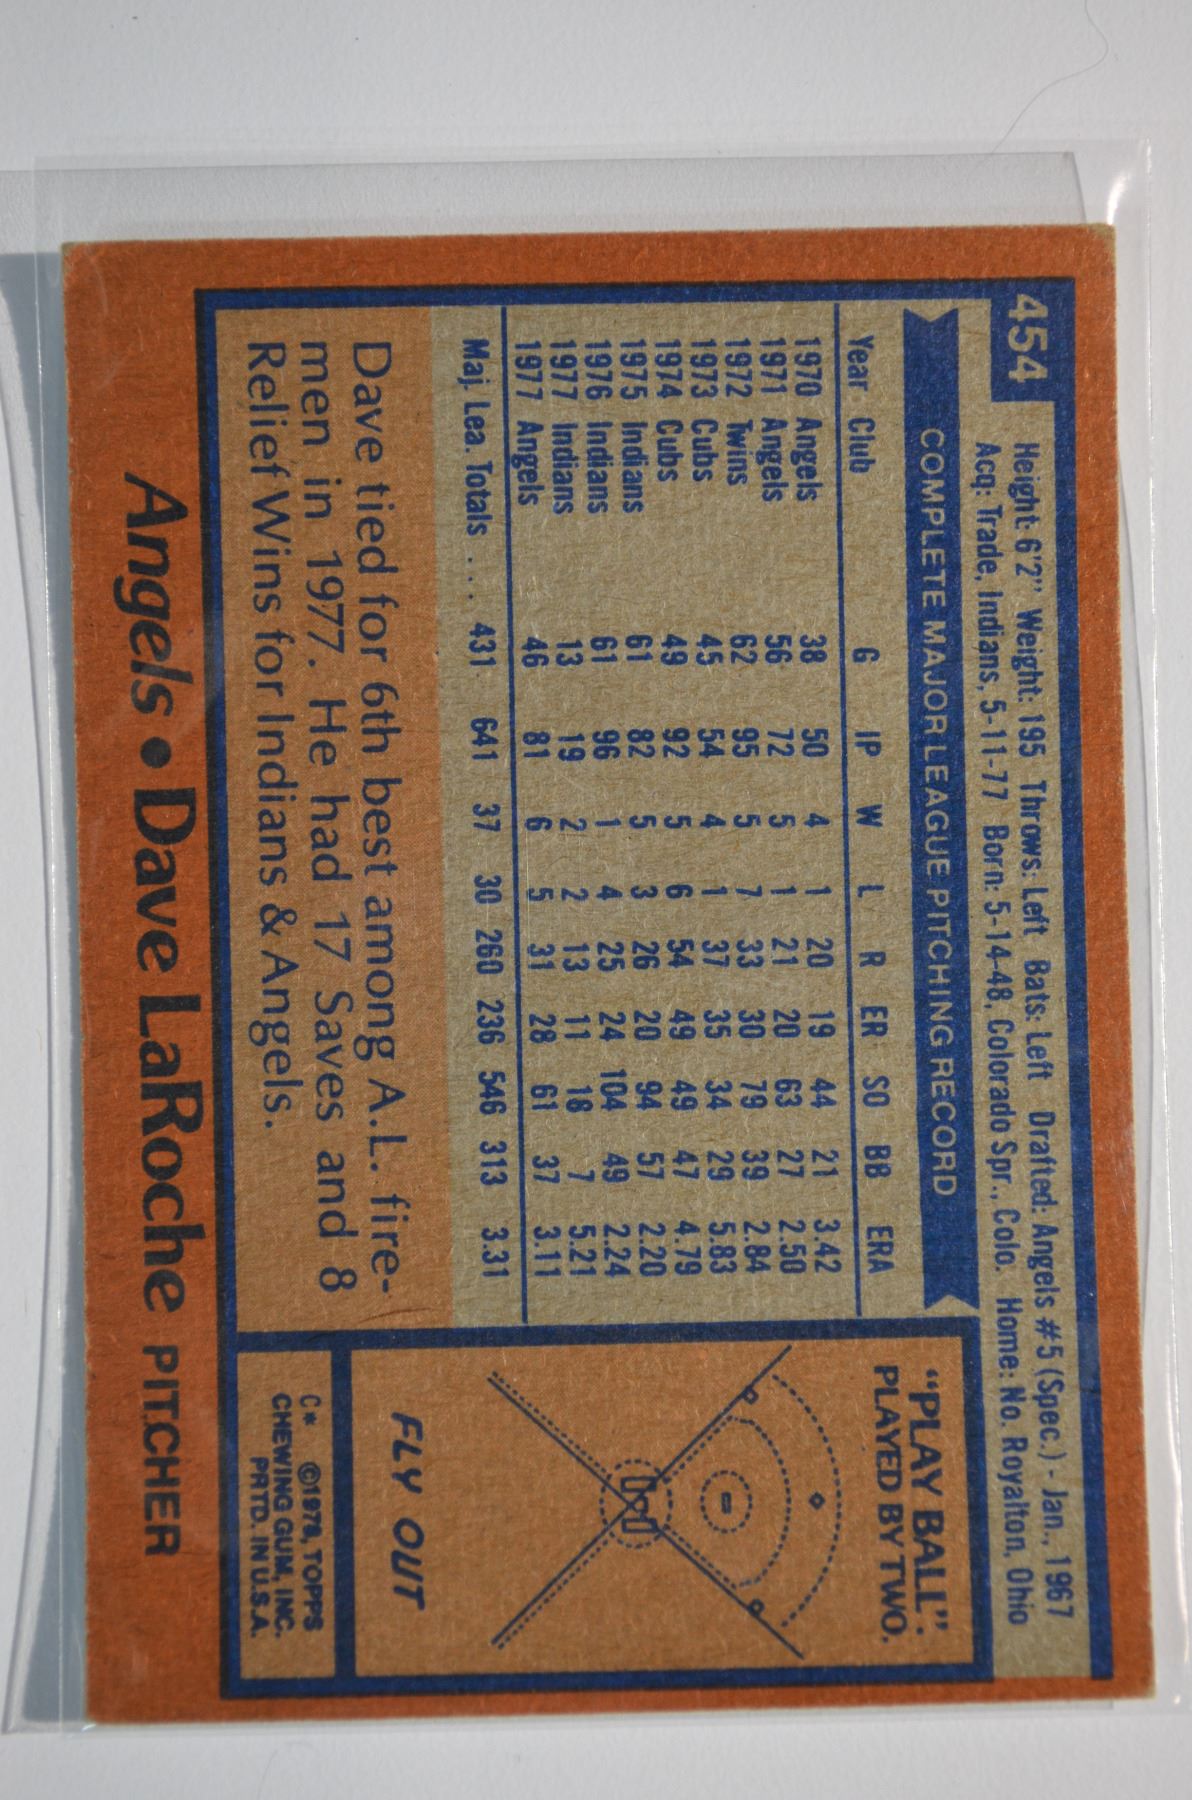 454
Height: 6'2" Weight: 195 Throws: Left Bats: Left Drafted: Angels #5 (Spec.) - Jan., 1967
Acq: Trade, Indians, 5-11-77 Born: 5-14-48, Colorado Spr., Colo. Home: No. Royalton, Ohio
COMPLETE MAJOR LEAGUE PITCHING RECORD
Year Club G IP W L R ER SO BB ERA
1970 Angels 38 50 4 1 20 19 44 21 3.42
1971 Angels 56 72 5 1 21 20 63 27 2.50
1972 Twins 62 95 5 7 33 30 79 39 2.84
1973 Cubs 45 54 4 1 37 35 34 29 5.83
1974 Cubs 49 92 5 6 54 49 49 47 4.79
1975 Indians 61 82 5 3 26 20 94 57 2.20
1976 Indians 61 96 1 4 25 24 104 49 2.24
1977 Indians 13 19 2 2 13 11 18 7 5.21
1977 Angels 46 81 6 5 31 28 61 37 3.11
Maj. Lea. Totals . . . . 431 641 37 30 260 236 546 313 3.31
Dave tied for 6th best among A.L. fire-
men in 1977. He had 17 Saves and 8
Relief Wins for Indians & Angels.
"PLAY BALL".
PLAYED BY TWO.
FLY OUT
C* ©1978, TOPPS
CHEWING GUM, INC.
PRTD. IN U.S.A.
Angels • Dave LaRoche PITCHER